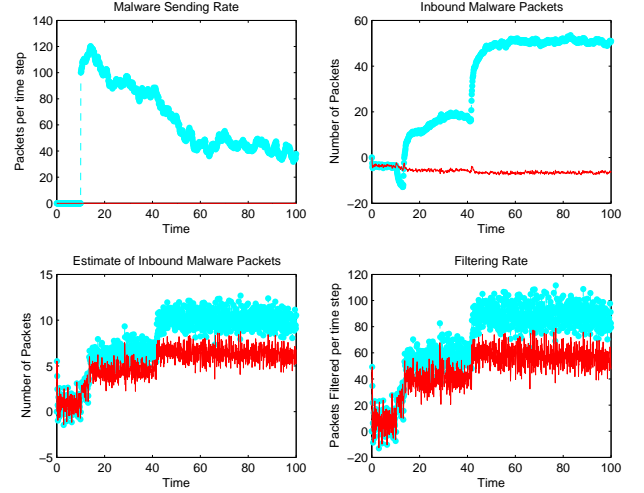 Malware Sending Rate
Packets per time step
140
120
100
80
60
40
20
0
0 20 40 60 80 100
Time
Inbound Malware Packets
Number of Packets
60
40
20
0
−20
0 20 40 60 80 100
Time
Estimate of Inbound Malware Packets
Number of Packets
15
10
5
0
−5
0 20 40 60 80 100
Time
Filtering Rate
Packets Filtered per time step
120
100
80
60
40
20
0
−20
0 20 40 60 80 100
Time